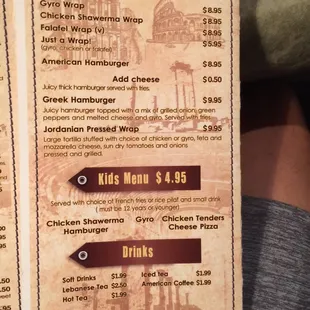 Gyro Wrap $8.95
Chicken Shawerma Wrap $8.95
Falafel Wrap (v) $8.95
Just a Wrap! $5.95
(gyro, chicken or falafel)
American Hamburger $8.95
Add cheese $0.50
Juicy thick hamburger served with fries.
Greek Hamburger $9.95
Juicy hamburger topped with a mix of grilled onion, green
peppers and melted cheese and gyro. Served with fries.
Jordanian Pressed Wrap $9.95
Large tortilla stuffed with choice of chicken or gyro, feta and
mozzarella cheese, sun dry tomatoes and onions
pressed and grilled.
Kids Menu $4.95
Served with choice of french fries or rice pilaf and small drink
( must be 12 years or younger)
Chicken Shawerma Gyro Chicken Tenders
Hamburger Cheese Pizza
Drinks
Soft Drinks $1.99 Iced tea $1.99
Lebanese Tea $2.50 American Coffee $1.99
Hot Tea $1.99